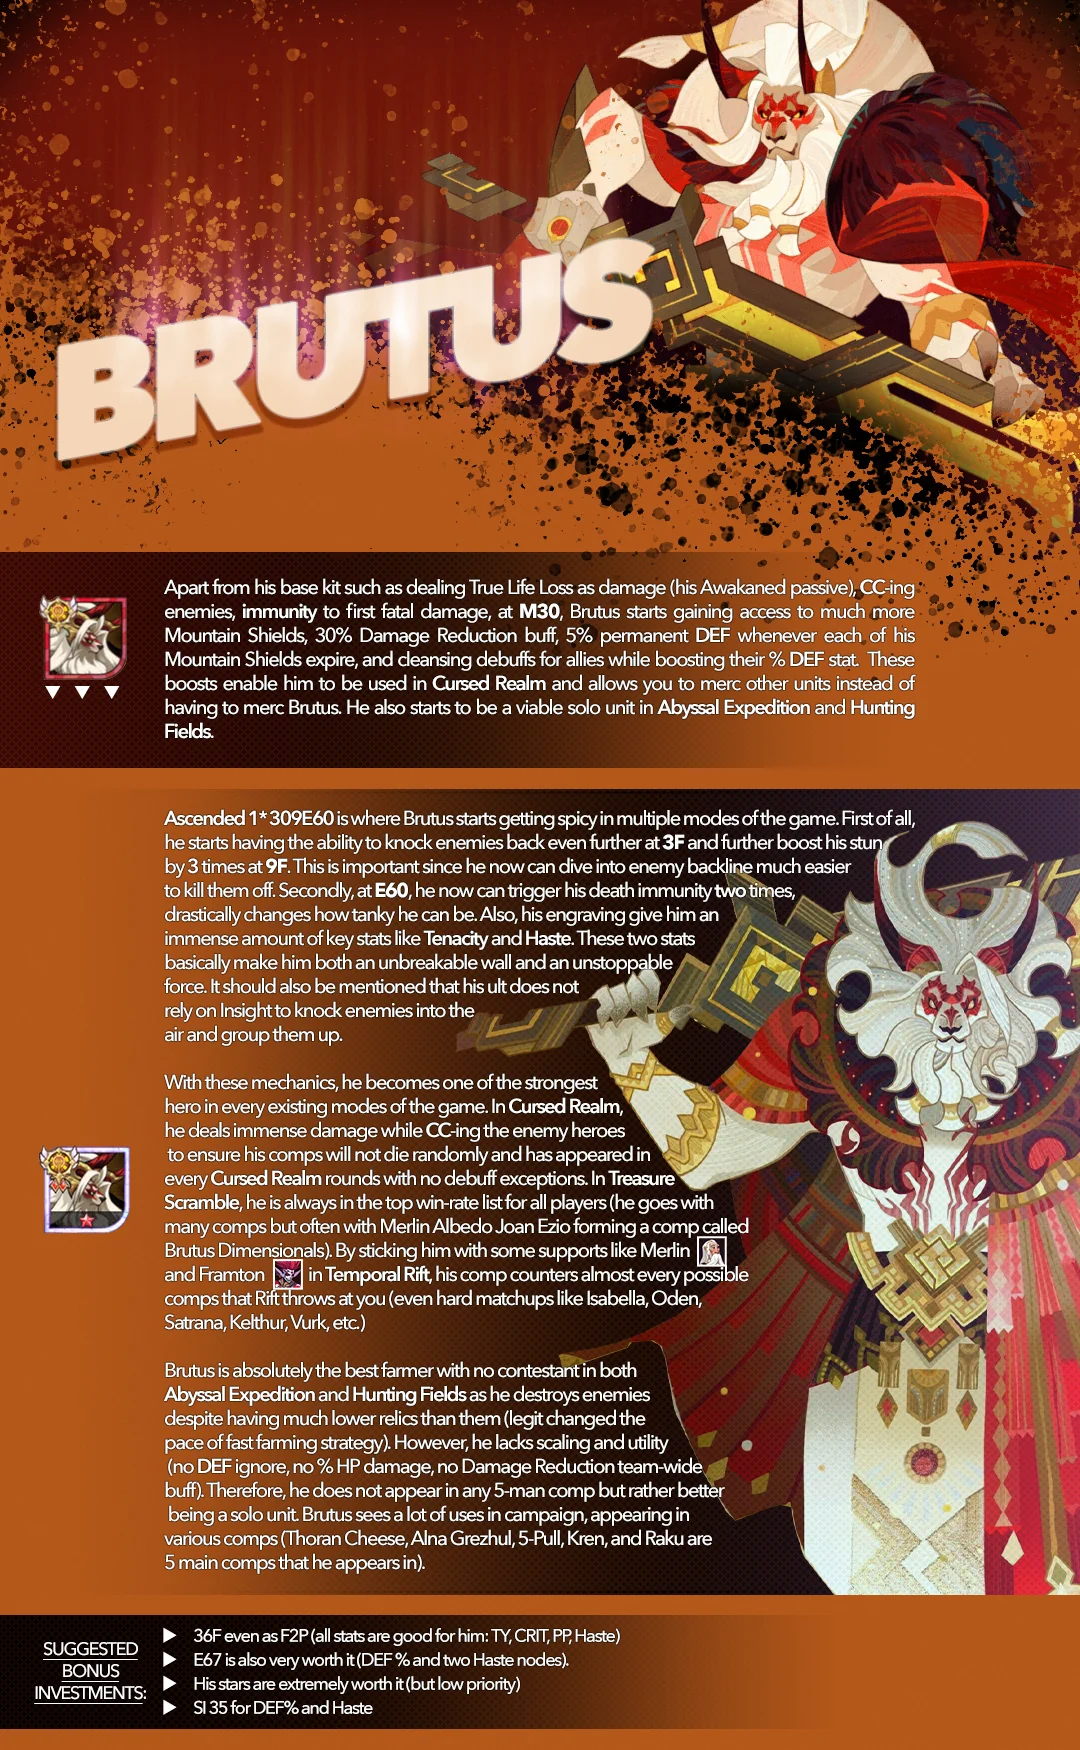 BRUTUS
Apart from his base kit such as dealing True Life Loss as damage (his Awakaned passive), CC-ing
enemies, immunity to first fatal damage, at M30, Brutus starts gaining access to much more
Mountain Shields, 30% Damage Reduction buff, 5% permanent DEF whenever each of his
Mountain Shields expire, and cleansing debuffs for allies while boosting their % DEF stat. These
boosts enable him to be used in Cursed Realm and allows you to merc other units instead of
having to merc Brutus. He also starts to be a viable solo unit in Abyssal Expedition and Hunting
Fields.
Ascended 1* 309E60 is where Brutus starts getting spicy in multiple modes of the game. First of all,
he starts having the ability to knock enemies back even further at 3F and further boost his stun
by 3 times at 9F. This is important since he now can dive into enemy backline much easier
to kill them off. Secondly, at E60, he now can trigger his death immunity two times,
drastically changes how tanky he can be. Also, his engraving give him an
immense amount of key stats like Tenacity and Haste. These two stats
basically make him both an unbreakable wall and an unstoppable
force. It should also be mentioned that his ult does not
rely on Insight to knock enemies into the
air and group them up.
With these mechanics, he becomes one of the strongest
hero in every existing modes of the game. In Cursed Realm,
he deals immense damage while CC-ing the enemy heroes
to ensure his comps will not die randomly and has appeared in
every Cursed Realm rounds with no debuff exceptions. In Treasure
Scramble, he is always in the top win-rate list for all players (he goes with
many comps but often with Merlin Albedo Joan Ezio forming a comp called
Brutus Dimensionals). By sticking him with some supports like Merlin
and Framton in Temporal Rift, his comp counters almost every possible
comps that Rift throws at you (even hard matchups like Isabella, Oden,
Satrana, Kelthur, Vurk, etc.)
Brutus is absolutely the best farmer with no contestant in both
Abyssal Expedition and Hunting Fields as he destroys enemies
despite having much lower relics than them (legit changed the
pace of fast farming strategy). However, he lacks scaling and utility
(no DEF ignore, no % HP damage, no Damage Reduction team-wide
buff). Therefore, he does not appear in any 5-man comp but rather better
being a solo unit. Brutus sees a lot of uses in campaign, appearing in
various comps (Thoran Cheese, Alna Grezhul, 5-Pull, Kren, and Raku are
5 main comps that he appears in).
SUGGESTED
BONUS
INVESTMENTS:
36F even as F2P (all stats are good for him: TY, CRIT, PP, Haste)
E67 is also very worth it (DEF % and two Haste nodes).
His stars are extremely worth it (but low priority)
SI 35 for DEF% and Haste